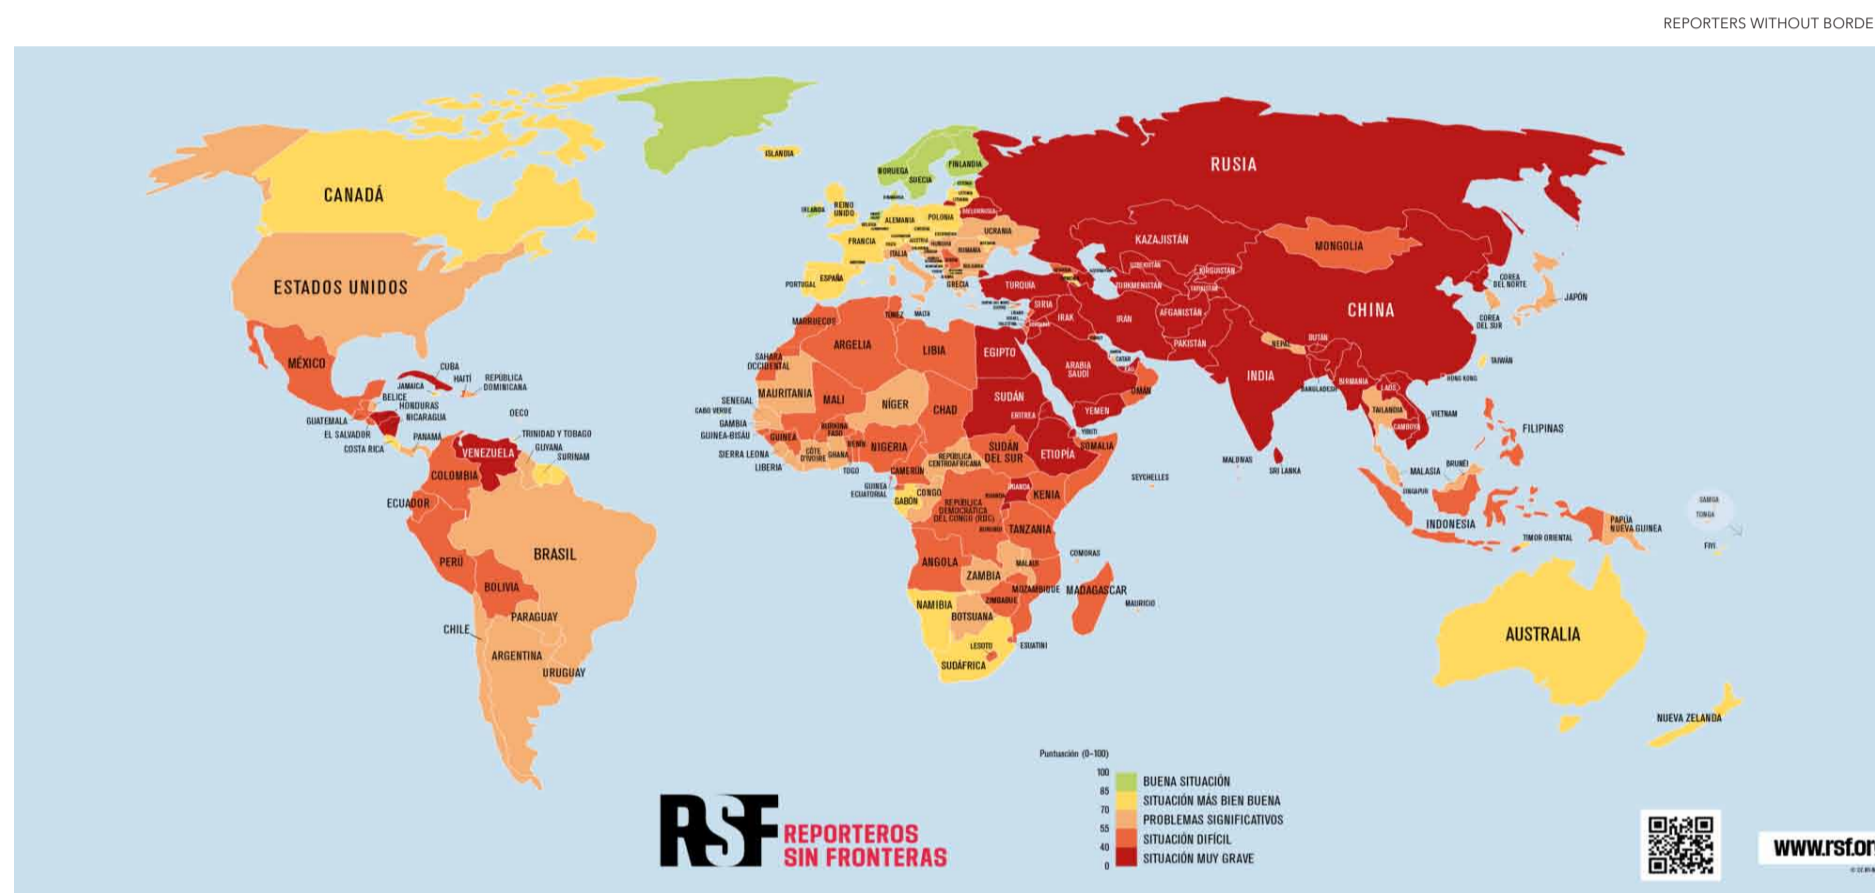 REPORTERS WITHOUT BORDE
ISLANDIA
NORUEGA
SUECIA
FINLANDIA
RUSIA
CANADÁ
IRLANDA
REINO
UNIDO
ALEMANIA
POLONIA
BIELORRUSIA
UCRANIA
FRANCIA
ITALIA
RUMANIA
KAZAJISTÁN
MONGOLIA
ESTADOS UNIDOS
PORTUGAL
ESPAÑA
GRECIA
TURQUÍA
UZBEKISTÁN
KIRGUISTÁN
TURKMENISTÁN
COREA
DEL NORTE
JAPÓN
COREA
DEL SUR
CHINA
MARRUECOS
TÚNEZ
MALTA
SIRIA
IRAK
IRÁN
AFGANISTÁN
PAKISTÁN
NEPAL
BUTÁN
TAIWÁN
HONG KONG
MÉXICO
CUBA
JAMAICA
HAITÍ
REPÚBLICA
DOMINICANA
BELICE
HONDURAS
NICARAGUA
GUATEMALA
EL SALVADOR
COSTA RICA
PANAMÁ
OECO
TRINIDAD Y TOBAGO
GUYANA
SURINAM
VENEZUELA
COLOMBIA
ECUADOR
PERÚ
BRASIL
BOLIVIA
PARAGUAY
CHILE
ARGENTINA
URUGUAY
SAHARA
OCCIDENTAL
ARGELIA
LIBIA
EGIPTO
ARABIA
SAUDÍ
CATAR
OMÁN
YEMEN
INDIA
BANGLADESH
BIRMANIA
LAOS
TAILANDIA
VIETNAM
CAMBOYA
FILIPINAS
MAURITANIA
MALI
NÍGER
CHAD
SUDÁN
ERITREA
YIBUTI
SENEGAL
CABO VERDE
GAMBIA
GUINEA-BISÁU
GUINEA
SIERRA LEONA
LIBERIA
CÔTE
D'IVOIRE
BURKINA
FASO
GHANA
TOGO
BENÍN
NIGERIA
CAMERÚN
REPÚBLICA
CENTROAFRICANA
SUDÁN
DEL SUR
ETIOPÍA
SOMALIA
GUINEA
ECUATORIAL
GABÓN
CONGO
REPÚBLICA
DEMOCRÁTICA
DEL CONGO (RDC)
UGANDA
KENIA
RUANDA
BURUNDI
TANZANIA
SEYCHELLES
MALDIVAS
SRI LANKA
MALASIA
BRUNÉI
SINGAPUR
INDONESIA
TIMOR ORIENTAL
PAPÚA
NUEVA GUINEA
SAMOA
TONGA
FIYI
ANGOLA
ZAMBIA
MALAUI
COMORAS
MOZAMBIQUE
MADAGASCAR
MAURICIO
NAMIBIA
BOTSUANA
ZIMBABUE
LESOTO
ESUATINI
SUDÁFRICA
AUSTRALIA
NUEVA ZELANDA
Puntuación (0-100)
100
85
70
55
40
0
BUENA SITUACIÓN
SITUACIÓN MÁS BIEN BUENA
PROBLEMAS SIGNIFICATIVOS
SITUACIÓN DIFÍCIL
SITUACIÓN MUY GRAVE
RSF REPORTEROS
SIN FRONTERAS
www.rsf.or